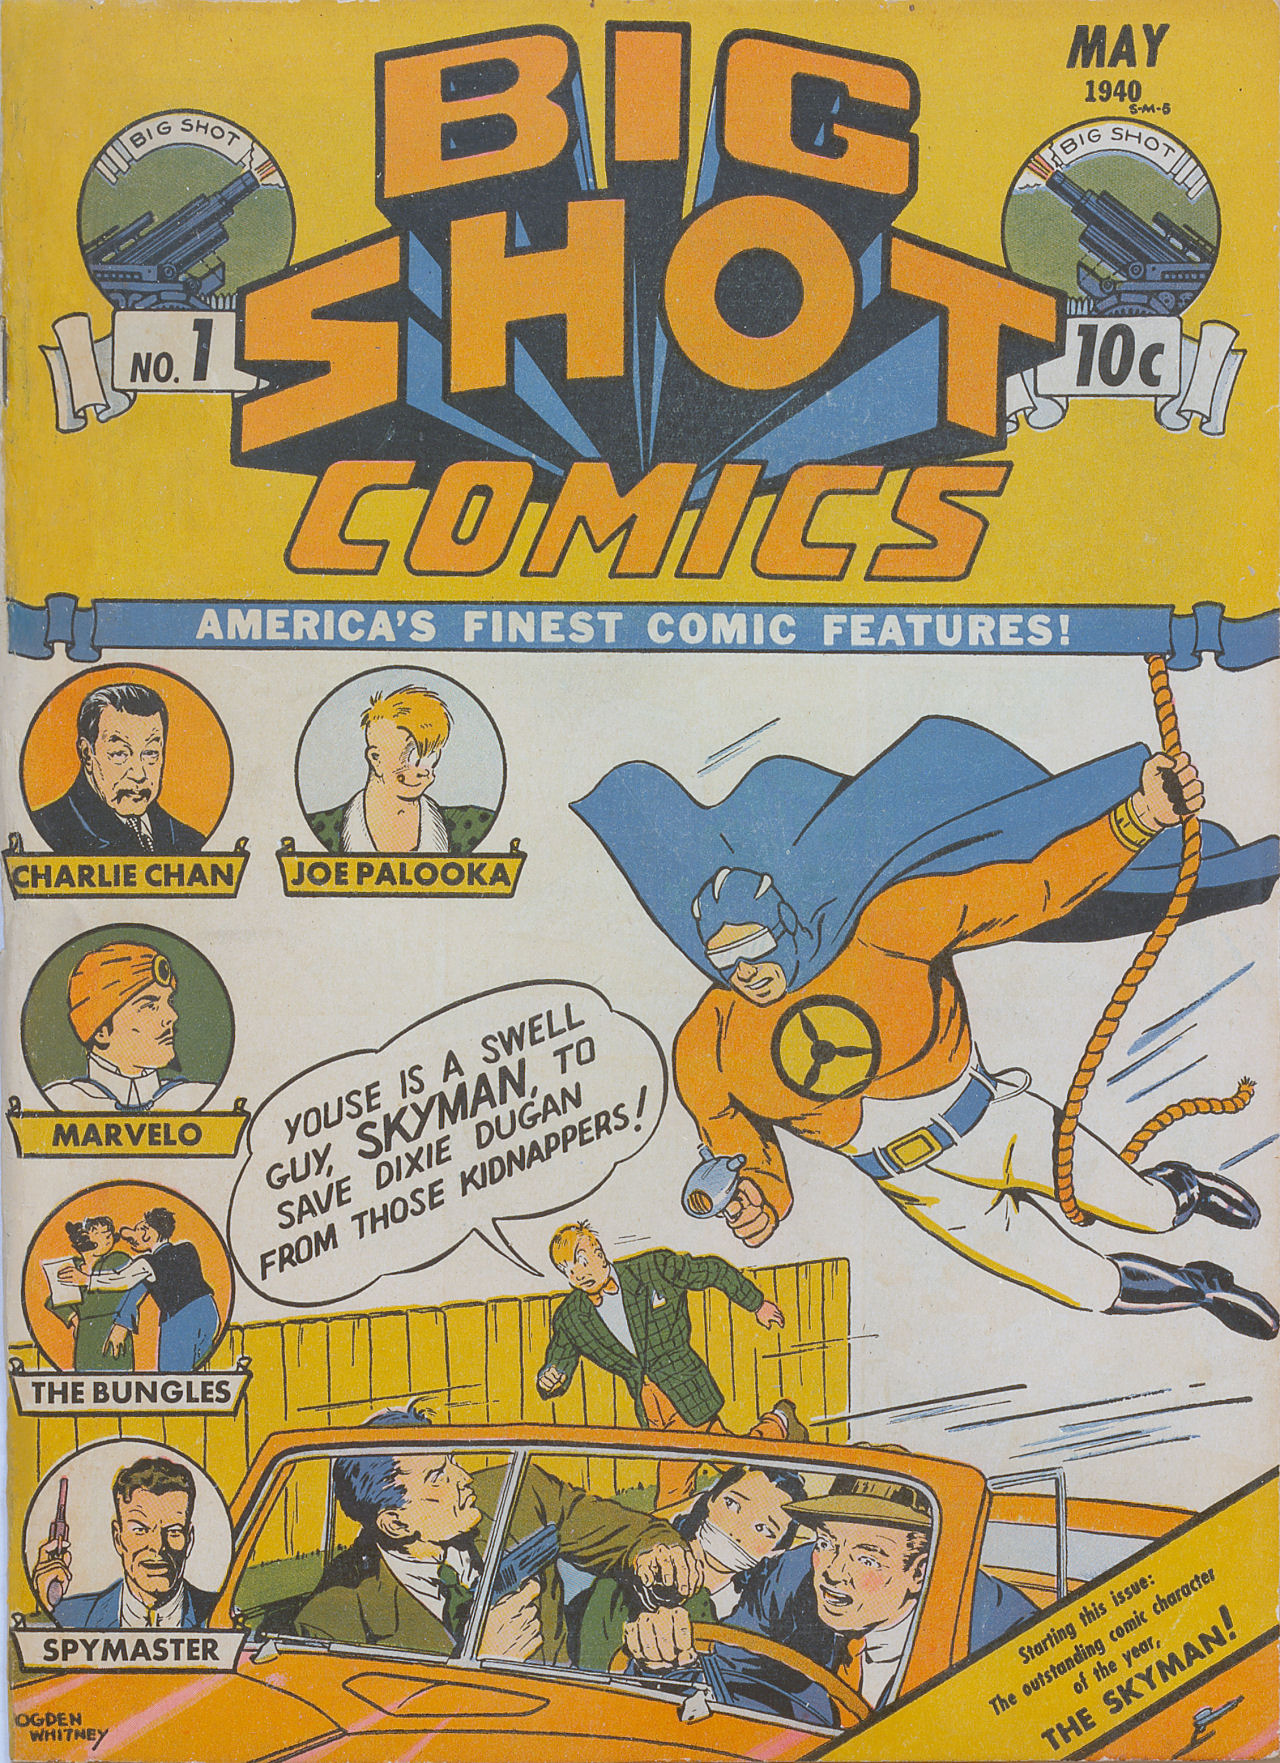 BIG
SHOT
COMICS
MAY
1940
S-M-6
BIG SHOT
BIG SHOT
NO. 1
10c
AMERICA'S FINEST COMIC FEATURES!
CHARLIE CHAN
JOE PALOOKA
MARVELO
THE BUNGLES
SPYMASTER
YOUSE IS A SWELL
GUY, SKYMAN, TO
SAVE DIXIE DUGAN
FROM THOSE KIDNAPPERS!
Starting this issue:
The outstanding comic character
of the year,
THE SKYMAN!
OGDEN
WHITNEY